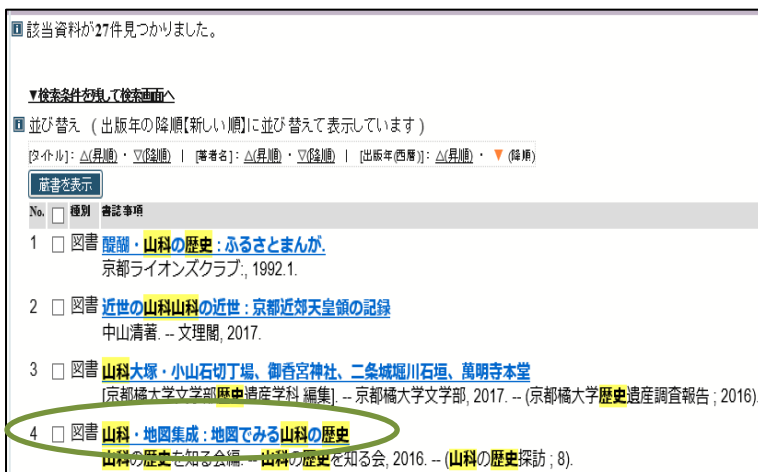 該当資料が27件見つかりました。
▼検索条件を残して検索画面へ
並び替え （出版年の降順【新しい順】に並び替えて表示しています）
[タイトル]： △(昇順) ・ ▽(降順) | [著者名]： △(昇順) ・ ▽(降順) | [出版年(西暦)]： △(昇順) ・ ▼ (降順)
蔵書を表示
No. 種別 書誌事項
1 図書 醍醐・山科の歴史 : ふるさとまんが.
京都ライオンズクラブ:, 1992.1.
2 図書 近世の山科山科の近世 : 京都近郊天皇領の記録
中山清著. -- 文理閣, 2017.
3 図書 山科大塚・小山石切丁場、御香宮神社、二条城堀川石垣、萬明寺本堂
[京都橘大学文学部歴史遺産学科 編集]. -- 京都橘大学文学部, 2017. -- (京都橘大学歴史遺産調査報告 ; 2016).
4 図書 山科・地図集成 : 地図でみる山科の歴史
山科の歴史を知る会編. -- 山科の歴史を知る会, 2016. -- (山科の歴史探訪 ; 8).